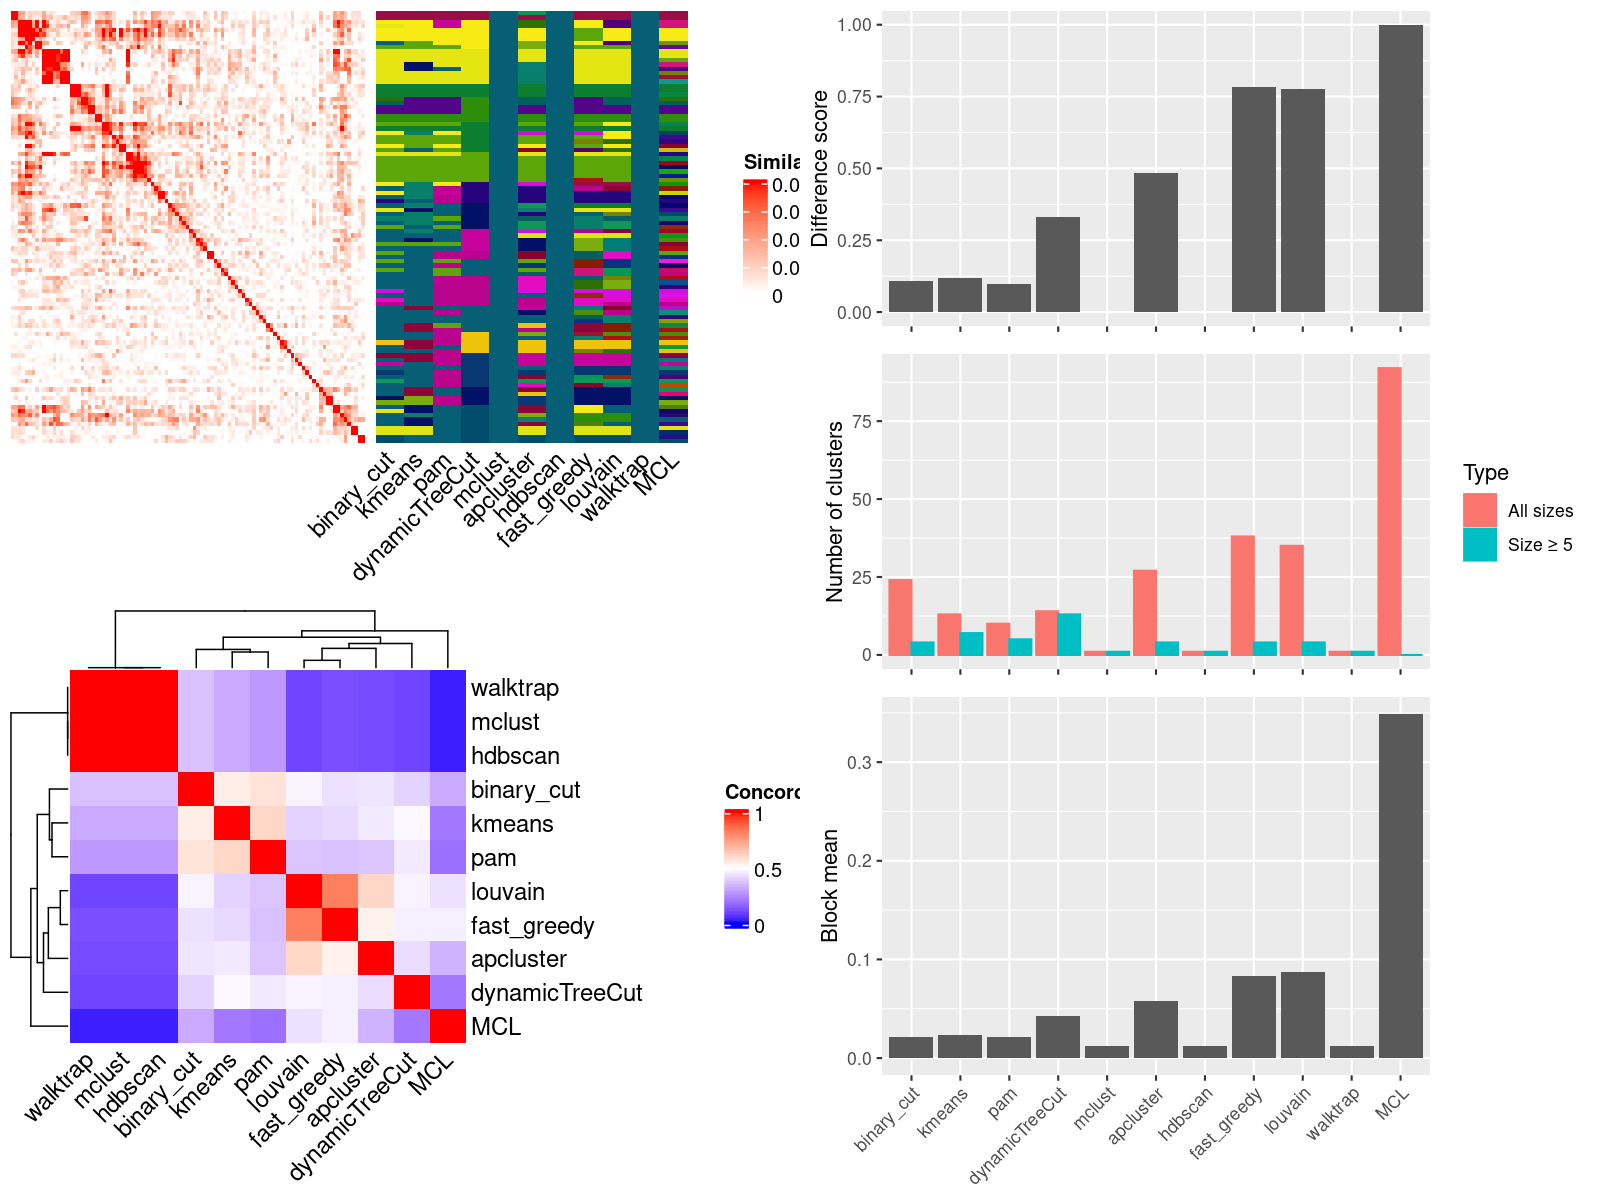 Simila
0.0
0.0
0.0
0.0
0
binary_cut
kmeans
pam
dynamicTreeCut
mclust
apcluster
hdbscan
fast_greedy
louvain
walktrap
MCL
walktrap
mclust
hdbscan
binary_cut
kmeans
pam
louvain
fast_greedy
apcluster
dynamicTreeCut
MCL
walktrap
mclust
hdbscan
binary_cut
kmeans
pam
louvain
fast_greedy
apcluster
dynamicTreeCut
MCL
Concor
1
0.5
0
Difference score
1.00
0.75
0.50
0.25
0.00
Number of clusters
75
50
25
0
Type
All sizes
Size ≥ 5
Block mean
0.3
0.2
0.1
0.0
binary_cut
kmeans
pam
dynamicTreeCut
mclust
apcluster
hdbscan
fast_greedy
louvain
walktrap
MCL